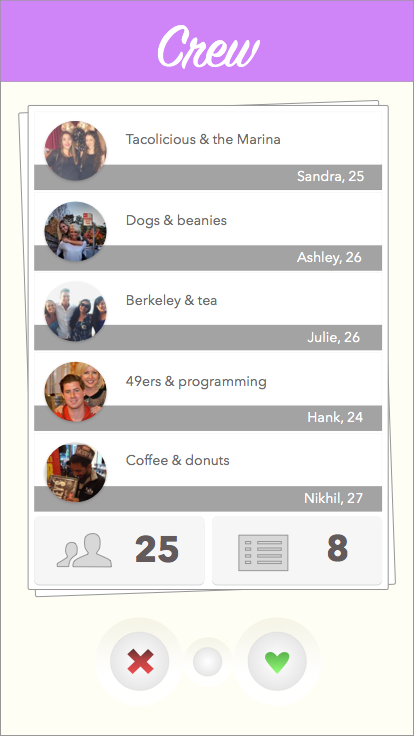 Crew
Tacolicious & the Marina
Sandra, 25
Dogs & beanies
Ashley, 26
Berkeley & tea
Julie, 26
49ers & programming
Hank, 24
Coffee & donuts
Nikhil, 27
25
8